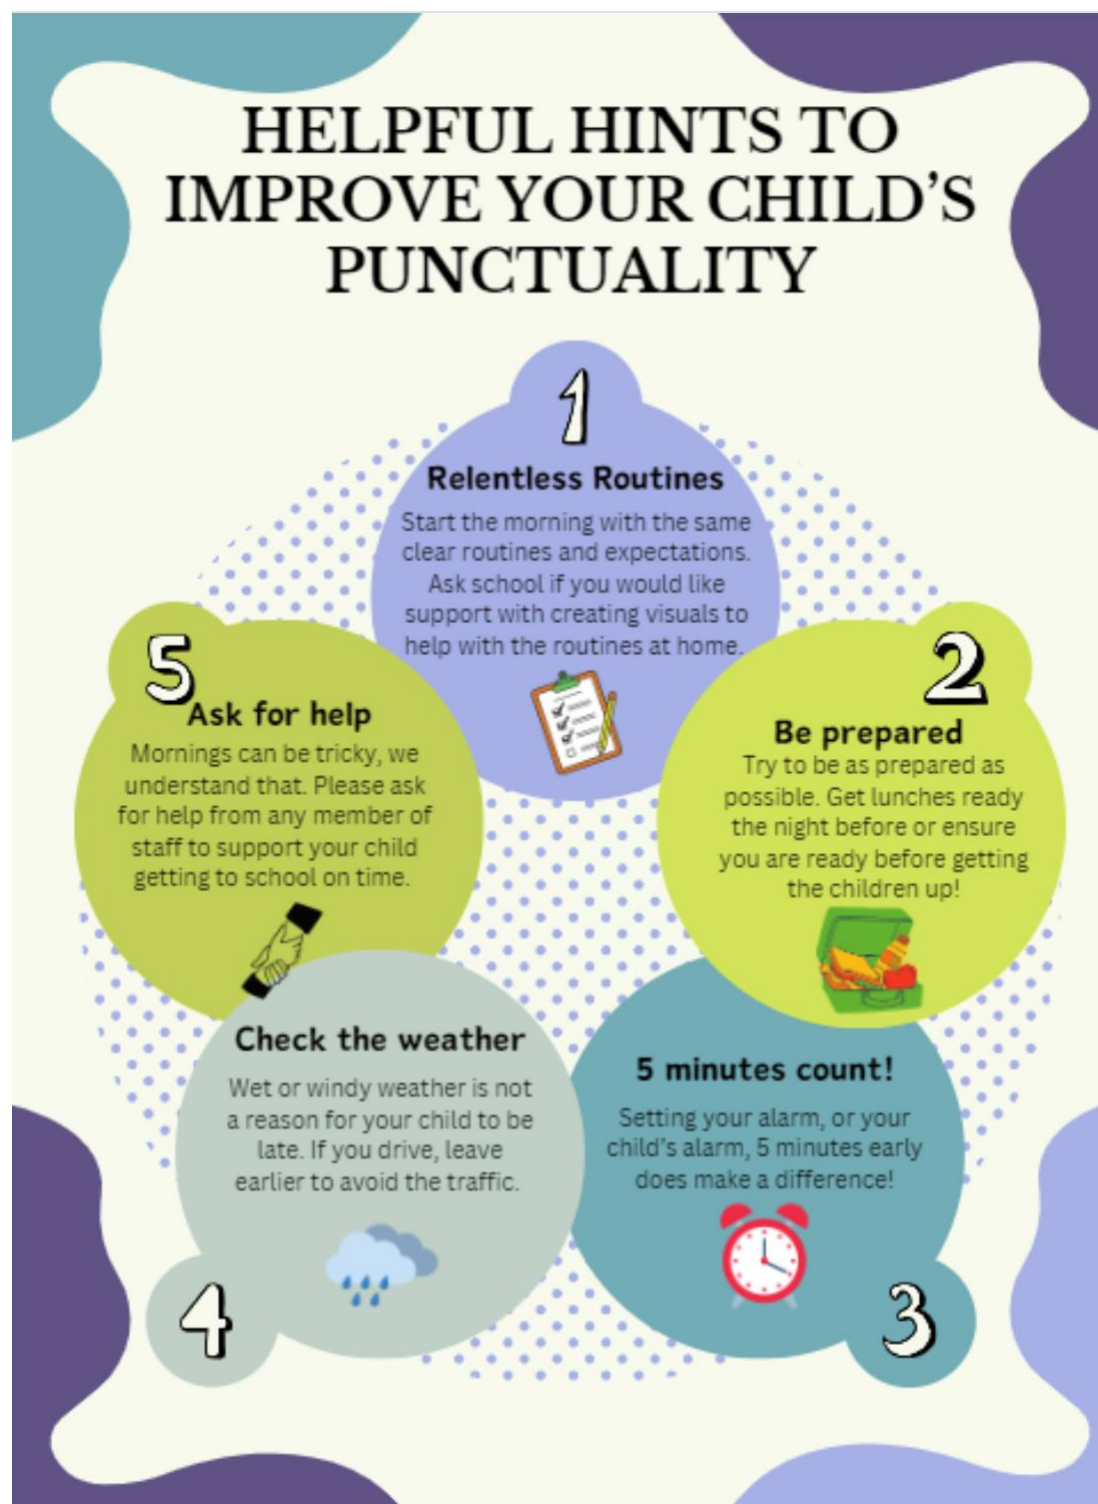 HELPFUL HINTS TO
IMPROVE YOUR CHILD'S
PUNCTUALITY
1
Relentless Routines
Start the morning with the same
clear routines and expectations.
Ask school if you would like
support with creating visuals to
help with the routines at home.
2
Be prepared
Try to be as prepared as
possible. Get lunches ready
the night before or ensure
you are ready before getting
the children up!
3
5 minutes count!
Setting your alarm, or your
child's alarm, 5 minutes early
does make a difference!
4
Check the weather
Wet or windy weather is not
a reason for your child to be
late. If you drive, leave
earlier to avoid the traffic.
5
Ask for help
Mornings can be tricky, we
understand that. Please ask
for help from any member of
staff to support your child
getting to school on time.